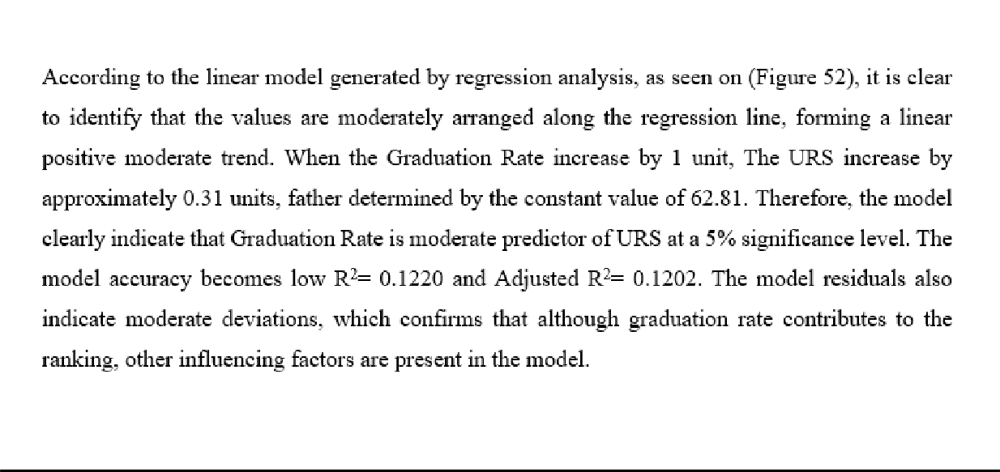 According to the linear model generated by regression analysis, as seen on (Figure 52), it is clear
to identify that the values are moderately arranged along the regression line, forming a linear
positive moderate trend. When the Graduation Rate increase by 1 unit, The URS increase by
approximately 0.31 units, father determined by the constant value of 62.81. Therefore, the model
clearly indicate that Graduation Rate is moderate predictor of URS at a 5% significance level. The
model accuracy becomes low R²= 0.1220 and Adjusted R²= 0.1202. The model residuals also
indicate moderate deviations, which confirms that although graduation rate contributes to the
ranking, other influencing factors are present in the model.